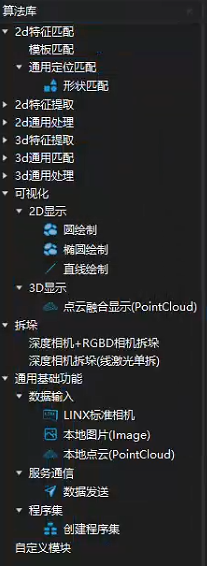 算法库
2d特征匹配
模板匹配
通用定位匹配
形状匹配
2d特征提取
2d通用处理
3d特征提取
3d通用匹配
3d通用处理
可视化
2D显示
圆绘制
椭圆绘制
直线绘制
3D显示
点云融合显示(PointCloud)
拆垛
深度相机+RGBD相机拆垛
深度相机拆垛(线激光单拆)
通用基础功能
数据输入
LINX标准相机
本地图片(Image)
本地点云(PointCloud)
服务通信
数据发送
程序集
创建程序集
自定义模块